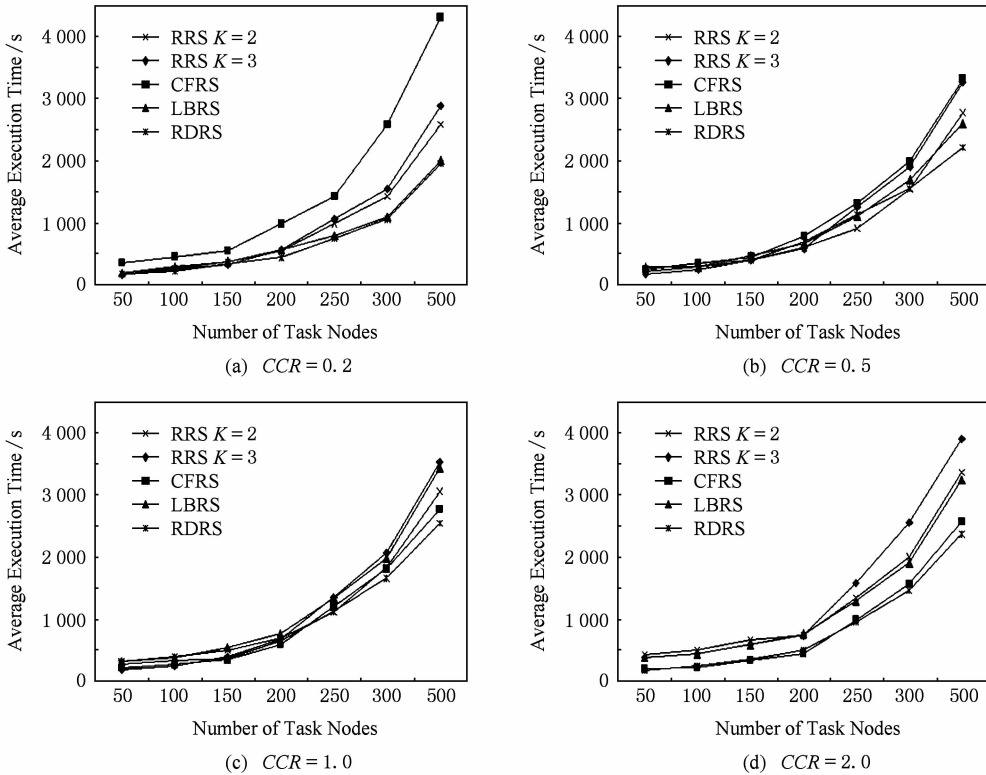 Average Execution Time / s
4 000
3 000
2 000
1 000
0
RRS K = 2
RRS K = 3
CFRS
LBRS
RDRS
50 100 150 200 250 300 500
Number of Task Nodes
(a) CCR = 0. 2
Average Execution Time / s
4 000
3 000
2 000
1 000
0
RRS K = 2
RRS K = 3
CFRS
LBRS
RDRS
50 100 150 200 250 300 500
Number of Task Nodes
(b) CCR = 0. 5
Average Execution Time / s
4 000
3 000
2 000
1 000
0
RRS K = 2
RRS K = 3
CFRS
LBRS
RDRS
50 100 150 200 250 300 500
Number of Task Nodes
(c) CCR = 1. 0
Average Execution Time / s
4 000
3 000
2 000
1 000
0
RRS K = 2
RRS K = 3
CFRS
LBRS
RDRS
50 100 150 200 250 300 500
Number of Task Nodes
(d) CCR = 2. 0